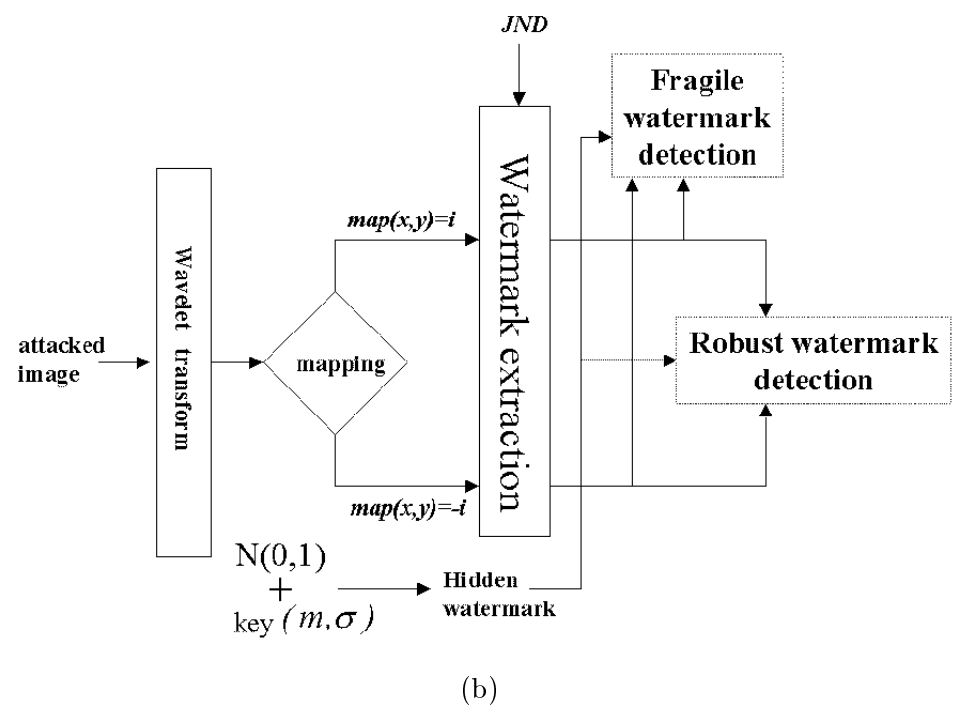 JND
Fragile
watermark
detection
map(x,y)=i
Watermark extraction
Wavelet transform
attacked
image
mapping
Robust watermark
detection
map(x,y)=-i
N(0,1)
+
key (m,σ)
Hidden
watermark
(b)